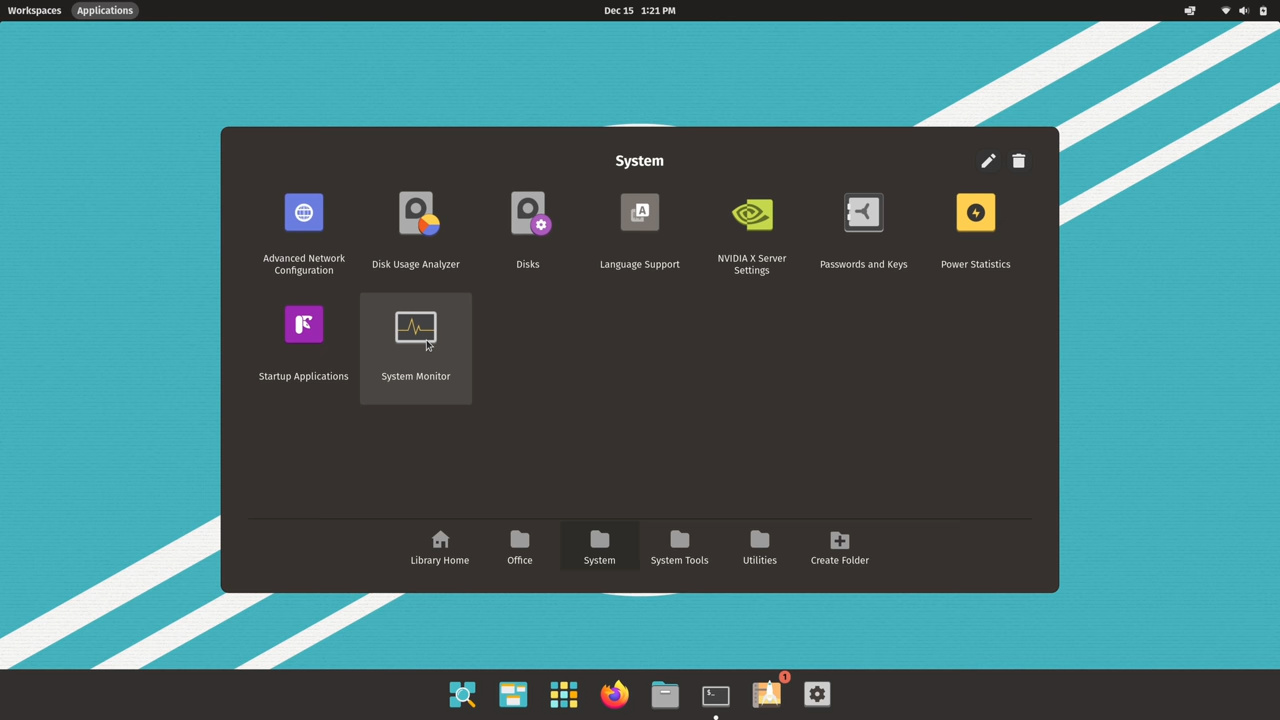 Workspaces
Applications
Dec 15 1:21 PM
System
Advanced Network
Configuration
Disk Usage Analyzer
Disks
A
Language Support
NVIDIA X Server
Settings
Passwords and Keys
Power Statistics
Startup Applications
System Monitor
Library Home
Office
System
System Tools
Utilities
Create Folder
$_
1